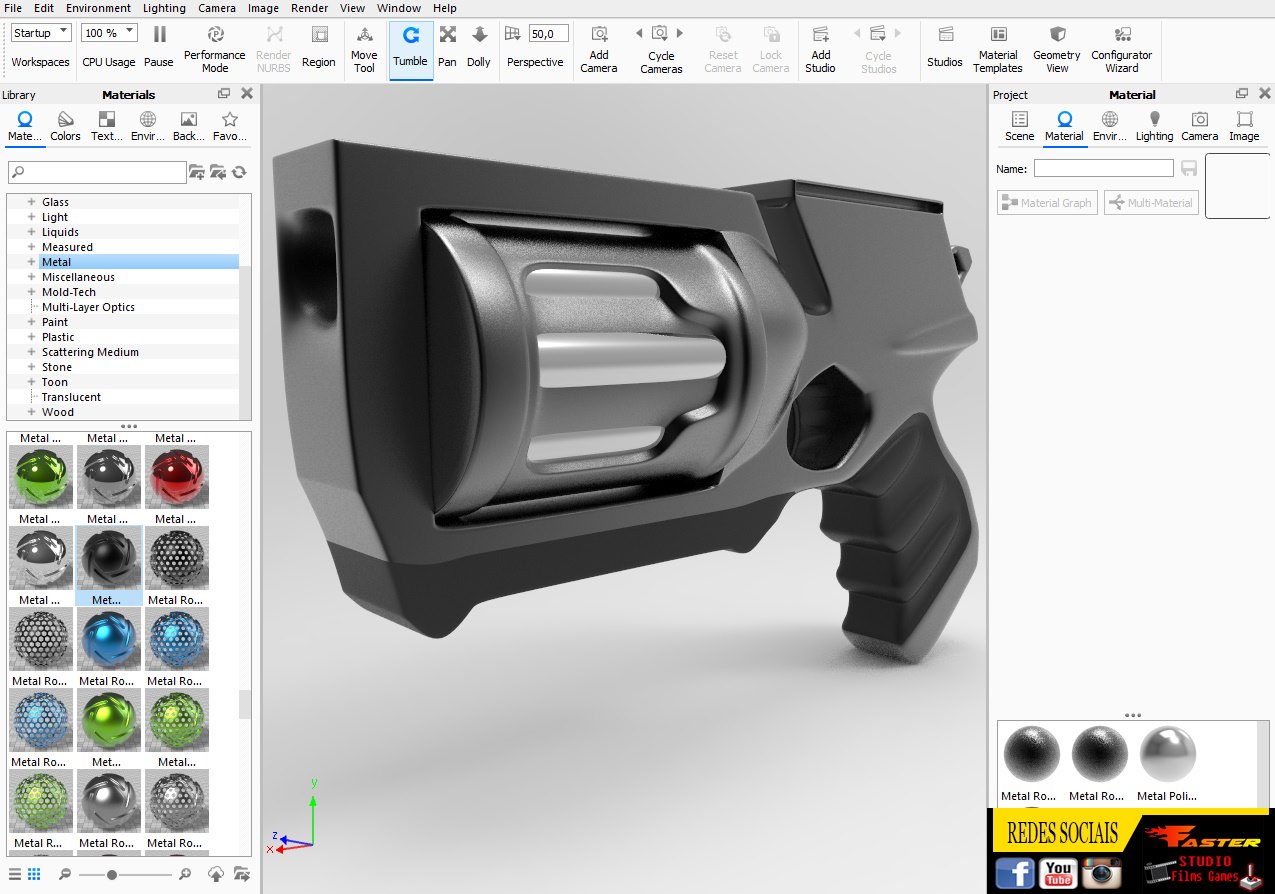 File Edit Environment Lighting Camera Image Render View Window Help
Startup 100 % 50,0
Workspaces CPU Usage Pause Performance Mode Render NURBS Region Move Tool Tumble Pan Dolly Perspective Add Camera Cycle Cameras Reset Camera Lock Camera Add Studio Cycle Studios Studios Material Templates Geometry View Configurator Wizard
Library Materials
Mate... Colors Text... Envir... Back... Favo...
Glass
Light
Liquids
Measured
Metal
Miscellaneous
Mold-Tech
Multi-Layer Optics
Paint
Plastic
Scattering Medium
Stone
Toon
Translucent
Wood
Metal ... Metal ... Metal ...
Metal ... Metal ... Metal ...
Metal ... Met... Metal Ro...
Metal Ro... Metal Ro... Metal Ro...
Metal Ro... Met... Metal...
Metal R... Metal Ro... Metal Ro...
y
z
x
Project Material
Scene Material Envir... Lighting Camera Image
Name:
Material Graph Multi-Material
Metal Ro... Metal Ro... Metal Poli...
REDES SOCIAIS
f You Tube
FASTER
STUDIO
Films Games